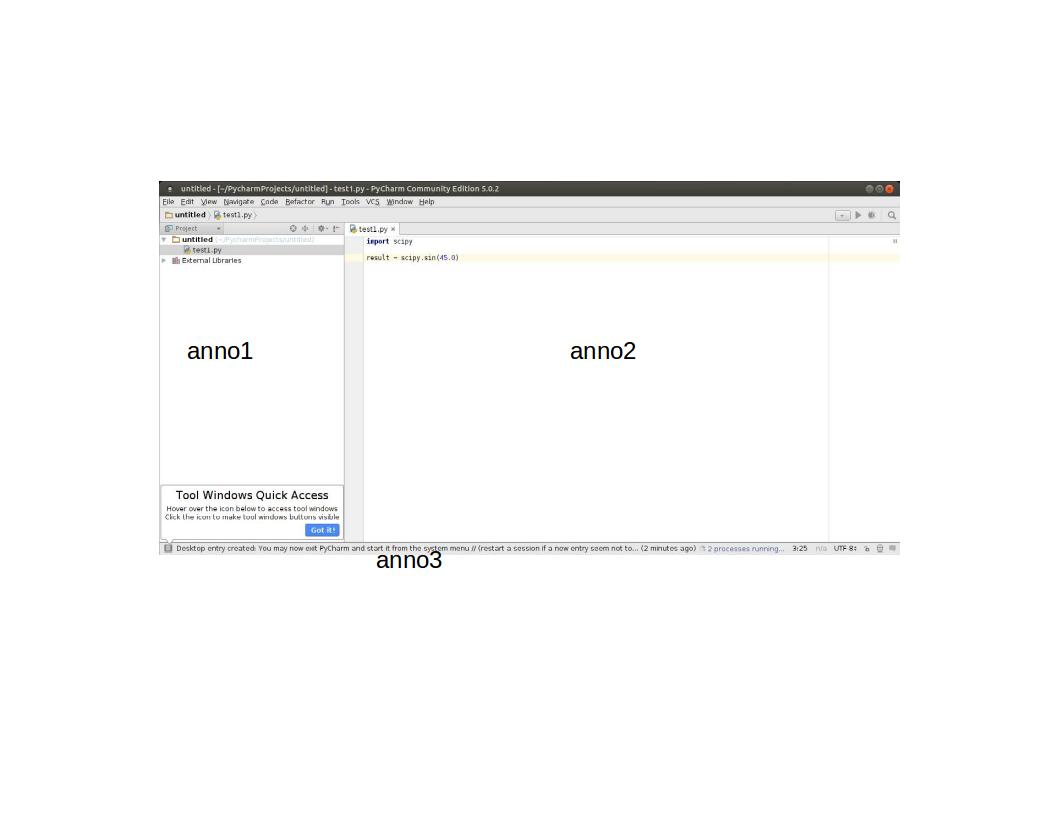 untitled - [~/PycharmProjects/untitled] - test1.py - PyCharm Community Edition 5.0.2
File Edit View Navigate Code Refactor Run Tools VCS Window Help
untitled test1.py
Project
test1.py
untitled (~/PycharmProjects/untitled)
test1.py
External Libraries
import scipy
result = scipy.sin(45.0)
anno1
anno2
Tool Windows Quick Access
Hover over the icon below to access tool windows
Click the icon to make tool windows buttons visible
Got it!
Desktop entry created: You may now exit PyCharm and start it from the system menu // (restart a session if a new entry seem not to... (2 minutes ago) 2 processes running... 3:25 n/a UTF-8
anno3